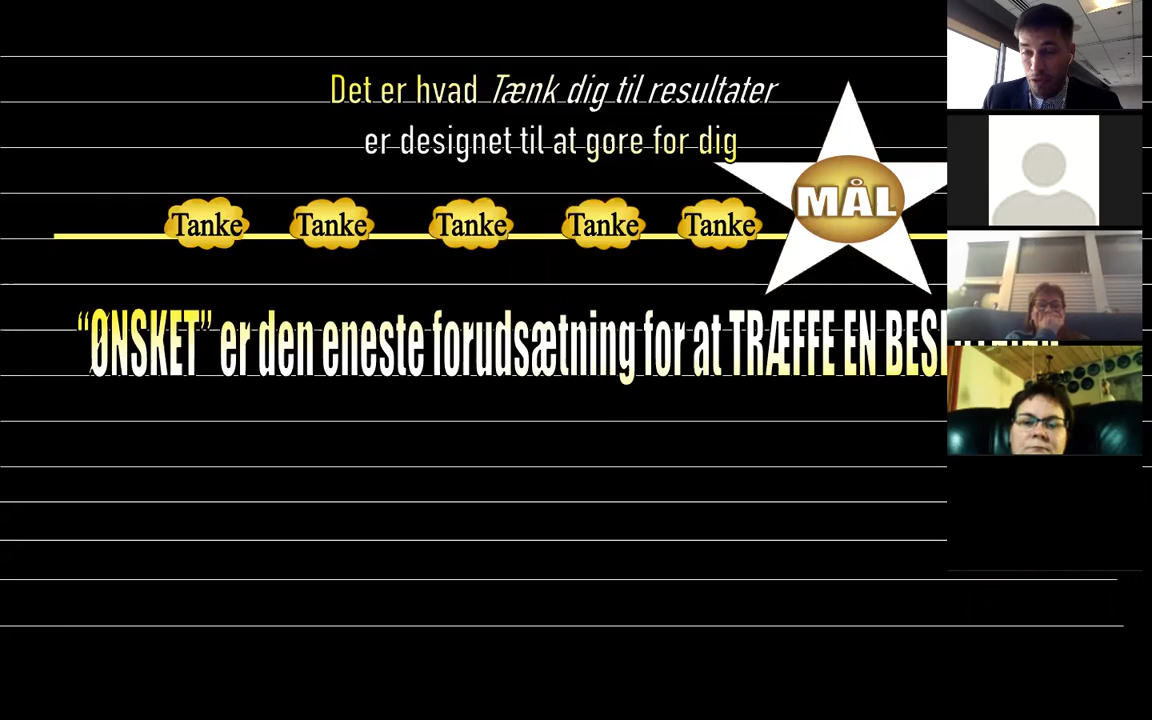 Det er hvad Tænk dig til resultater
er designet til at gøre for dig
MÅL
Tanke Tanke Tanke Tanke Tanke
“ØNSKET” er den eneste forudsætning for at TRÆFFE EN